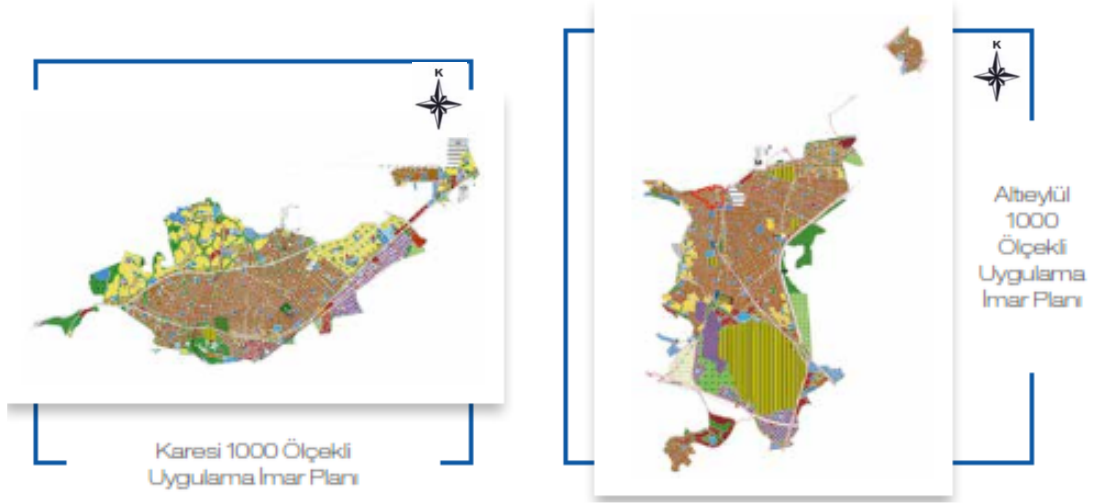 K
Karesi 1000 Ölçekli
Uygulama İmar Planı
K
Altıeylül
1000
Ölçekli
Uygulama
İmar Planı